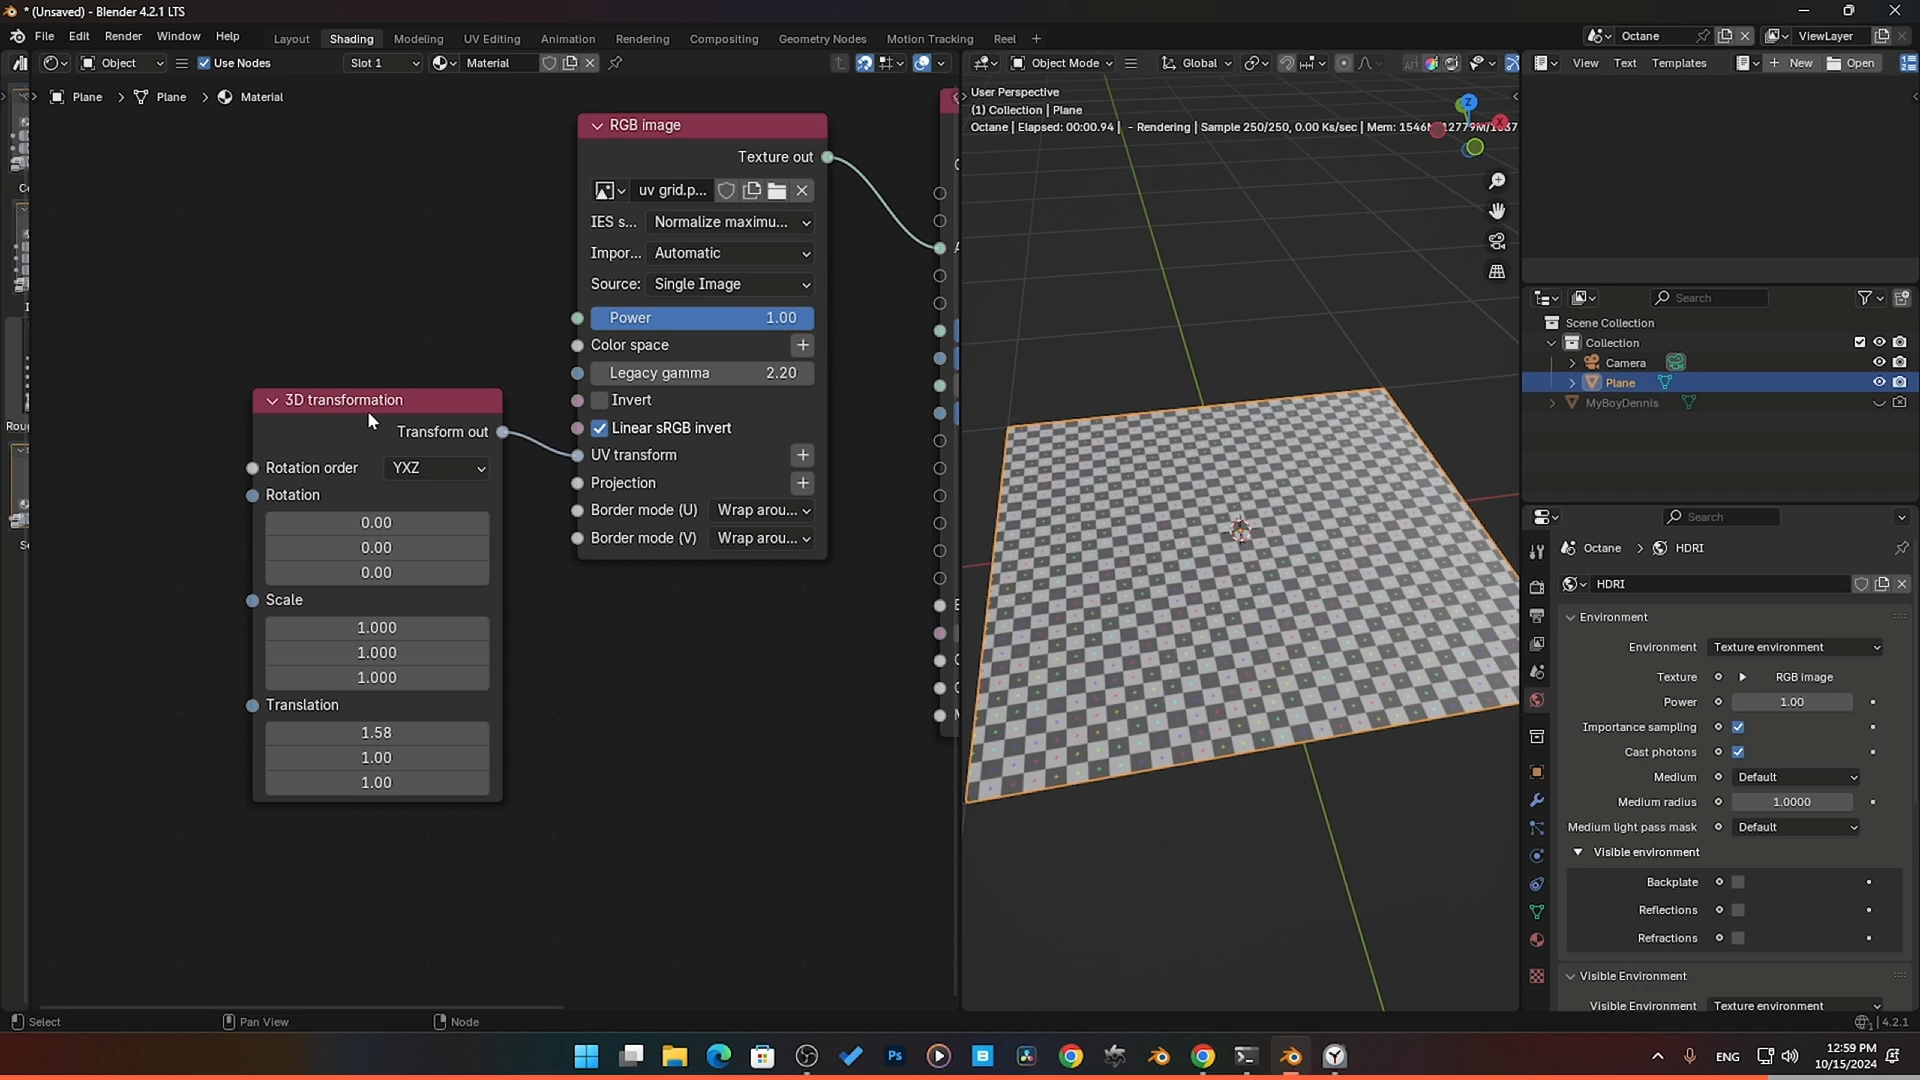 * (Unsaved) - Blender 4.2.1 LTS
File Edit Render Window Help Layout Shading Modeling UV Editing Animation Rendering Compositing Geometry Nodes Motion Tracking Reel + Octane ViewLayer
Object Use Nodes Slot 1 Material Object Mode Global View Text Templates + New Open
Plane > Plane > Material
User Perspective
(1) Collection | Plane
Octane | Elapsed: 00:00.94 | - Rendering | Sample 250/250, 0.00 Ks/sec | Mem: 1546M
RGB image
Texture out
uv grid.p...
IES s... Normalize maximu...
Impor... Automatic
Source: Single Image
Power 1.00
Color space +
Legacy gamma 2.20
Invert
Linear sRGB invert
UV transform +
Projection +
Border mode (U) Wrap arou...
Border mode (V) Wrap arou...
3D transformation
Transform out
Rotation order YXZ
Rotation
0.00
0.00
0.00
Scale
1.000
1.000
1.000
Translation
1.58
1.00
1.00
Z
X
Search
Scene Collection
Collection
Camera
Plane
MyBoyDennis
Search
Octane > HDRI
HDRI
Environment
Environment Texture environment
Texture RGB image
Power 1.00
Importance sampling
Cast photons
Medium Default
Medium radius 1.0000
Medium light pass mask Default
Visible environment
Backplate
Reflections
Refractions
Visible Environment
Visible Environment Texture environment
Select Pan View Node 4.2.1
Ps
ENG
12:59 PM
10/15/2024